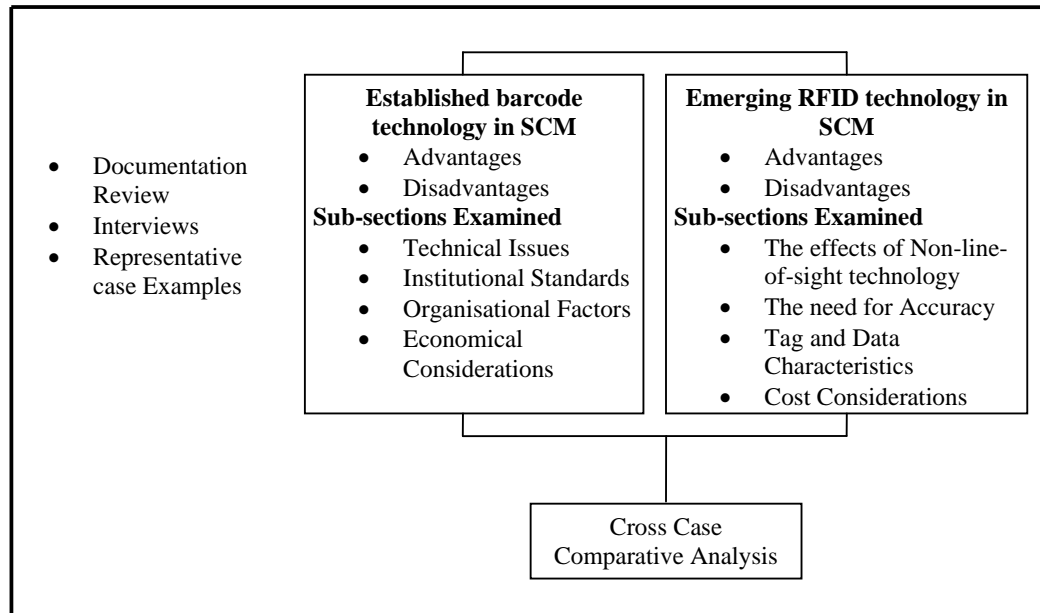 Documentation
Review
Interviews
Representative
case Examples
Established barcode
technology in SCM
Advantages
Disadvantages
Sub-sections Examined
Technical Issues
Institutional Standards
Organisational Factors
Economical
Considerations
Emerging RFID technology in
SCM
Advantages
Disadvantages
Sub-sections Examined
The effects of Non-line-
of-sight technology
The need for Accuracy
Tag and Data
Characteristics
Cost Considerations
Cross Case
Comparative Analysis